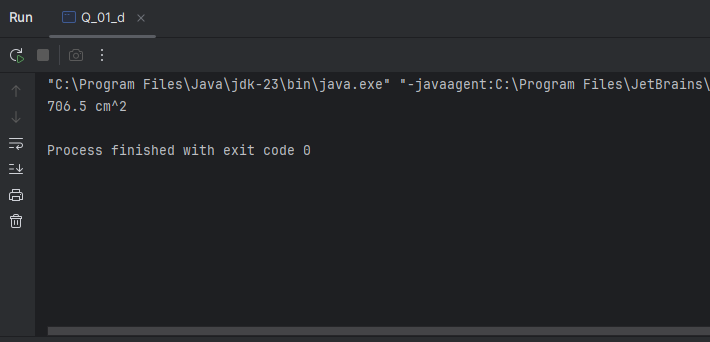 Run Q_01_d
"C:\Program Files\Java\jdk-23\bin\java.exe" "-javaagent:C:\Program Files\JetBrains\
706.5 cm^2
Process finished with exit code 0